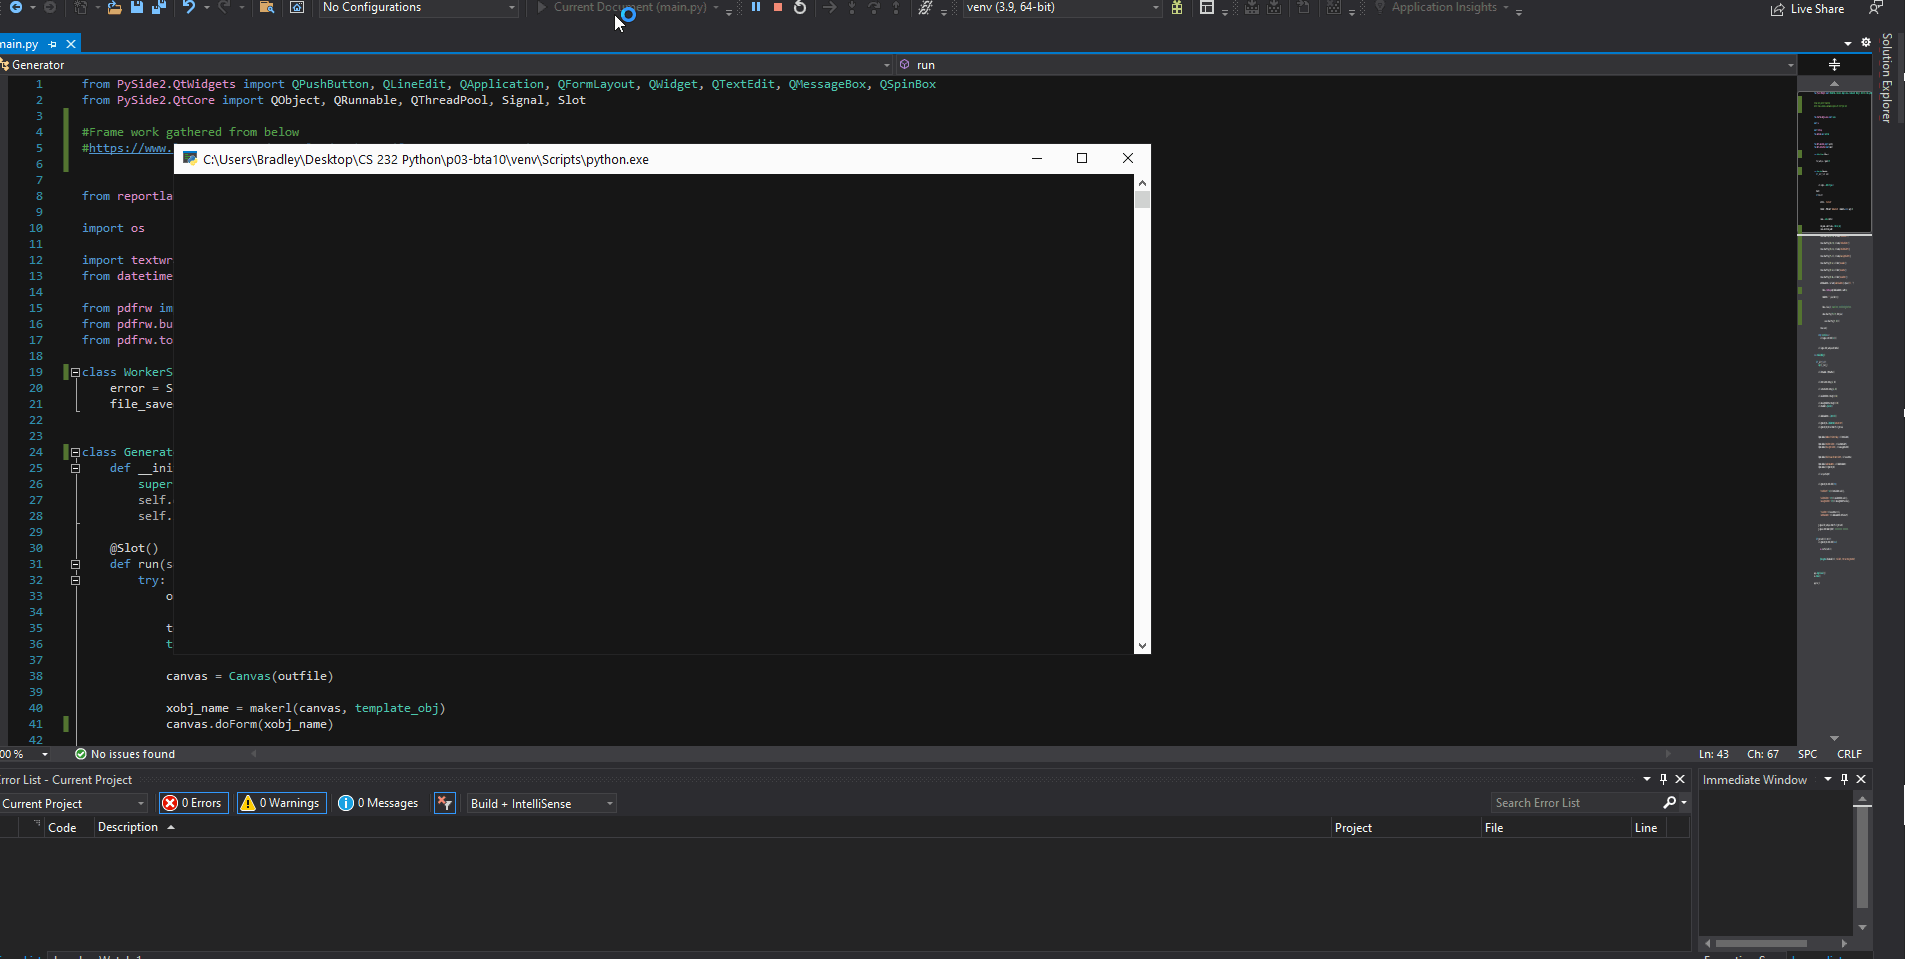 No Configurations
Current Document (main.py)
venv (3.9, 64-bit)
Application Insights
Live Share
main.py
Solution Explorer
Generator
run
1 from PySide2.QtWidgets import QPushButton, QLineEdit, QApplication, QFormLayout, QWidget, QTextEdit, QMessageBox, QSpinBox
2 from PySide2.QtCore import QObject, QRunnable, QThreadPool, Signal, Slot
3
4 #Frame work gathered from below
5 #https://www.
6
7
8 from reportla
9
10 import os
11
12 import textwr
13 from datetime
14
15 from pdfrw im
16 from pdfrw.bu
17 from pdfrw.to
18
19 class WorkerS
20 error = S
21 file_save
22
23
24 class Generat
25 def __ini
26 super
27 self.
28 self.
29
30 @Slot()
31 def run(s
32 try:
33 o
34
35 t
36 t
37
38 canvas = Canvas(outfile)
39
40 xobj_name = makerl(canvas, template_obj)
41 canvas.doForm(xobj_name)
42
C:\Users\Bradley\Desktop\CS 232 Python\p03-bta10\venv\Scripts\python.exe
00 %
No issues found
Ln: 43 Ch: 67 SPC CRLF
rror List - Current Project
Immediate Window
Current Project
0 Errors
0 Warnings
0 Messages
Build + IntelliSense
Search Error List
Code Description Project File Line